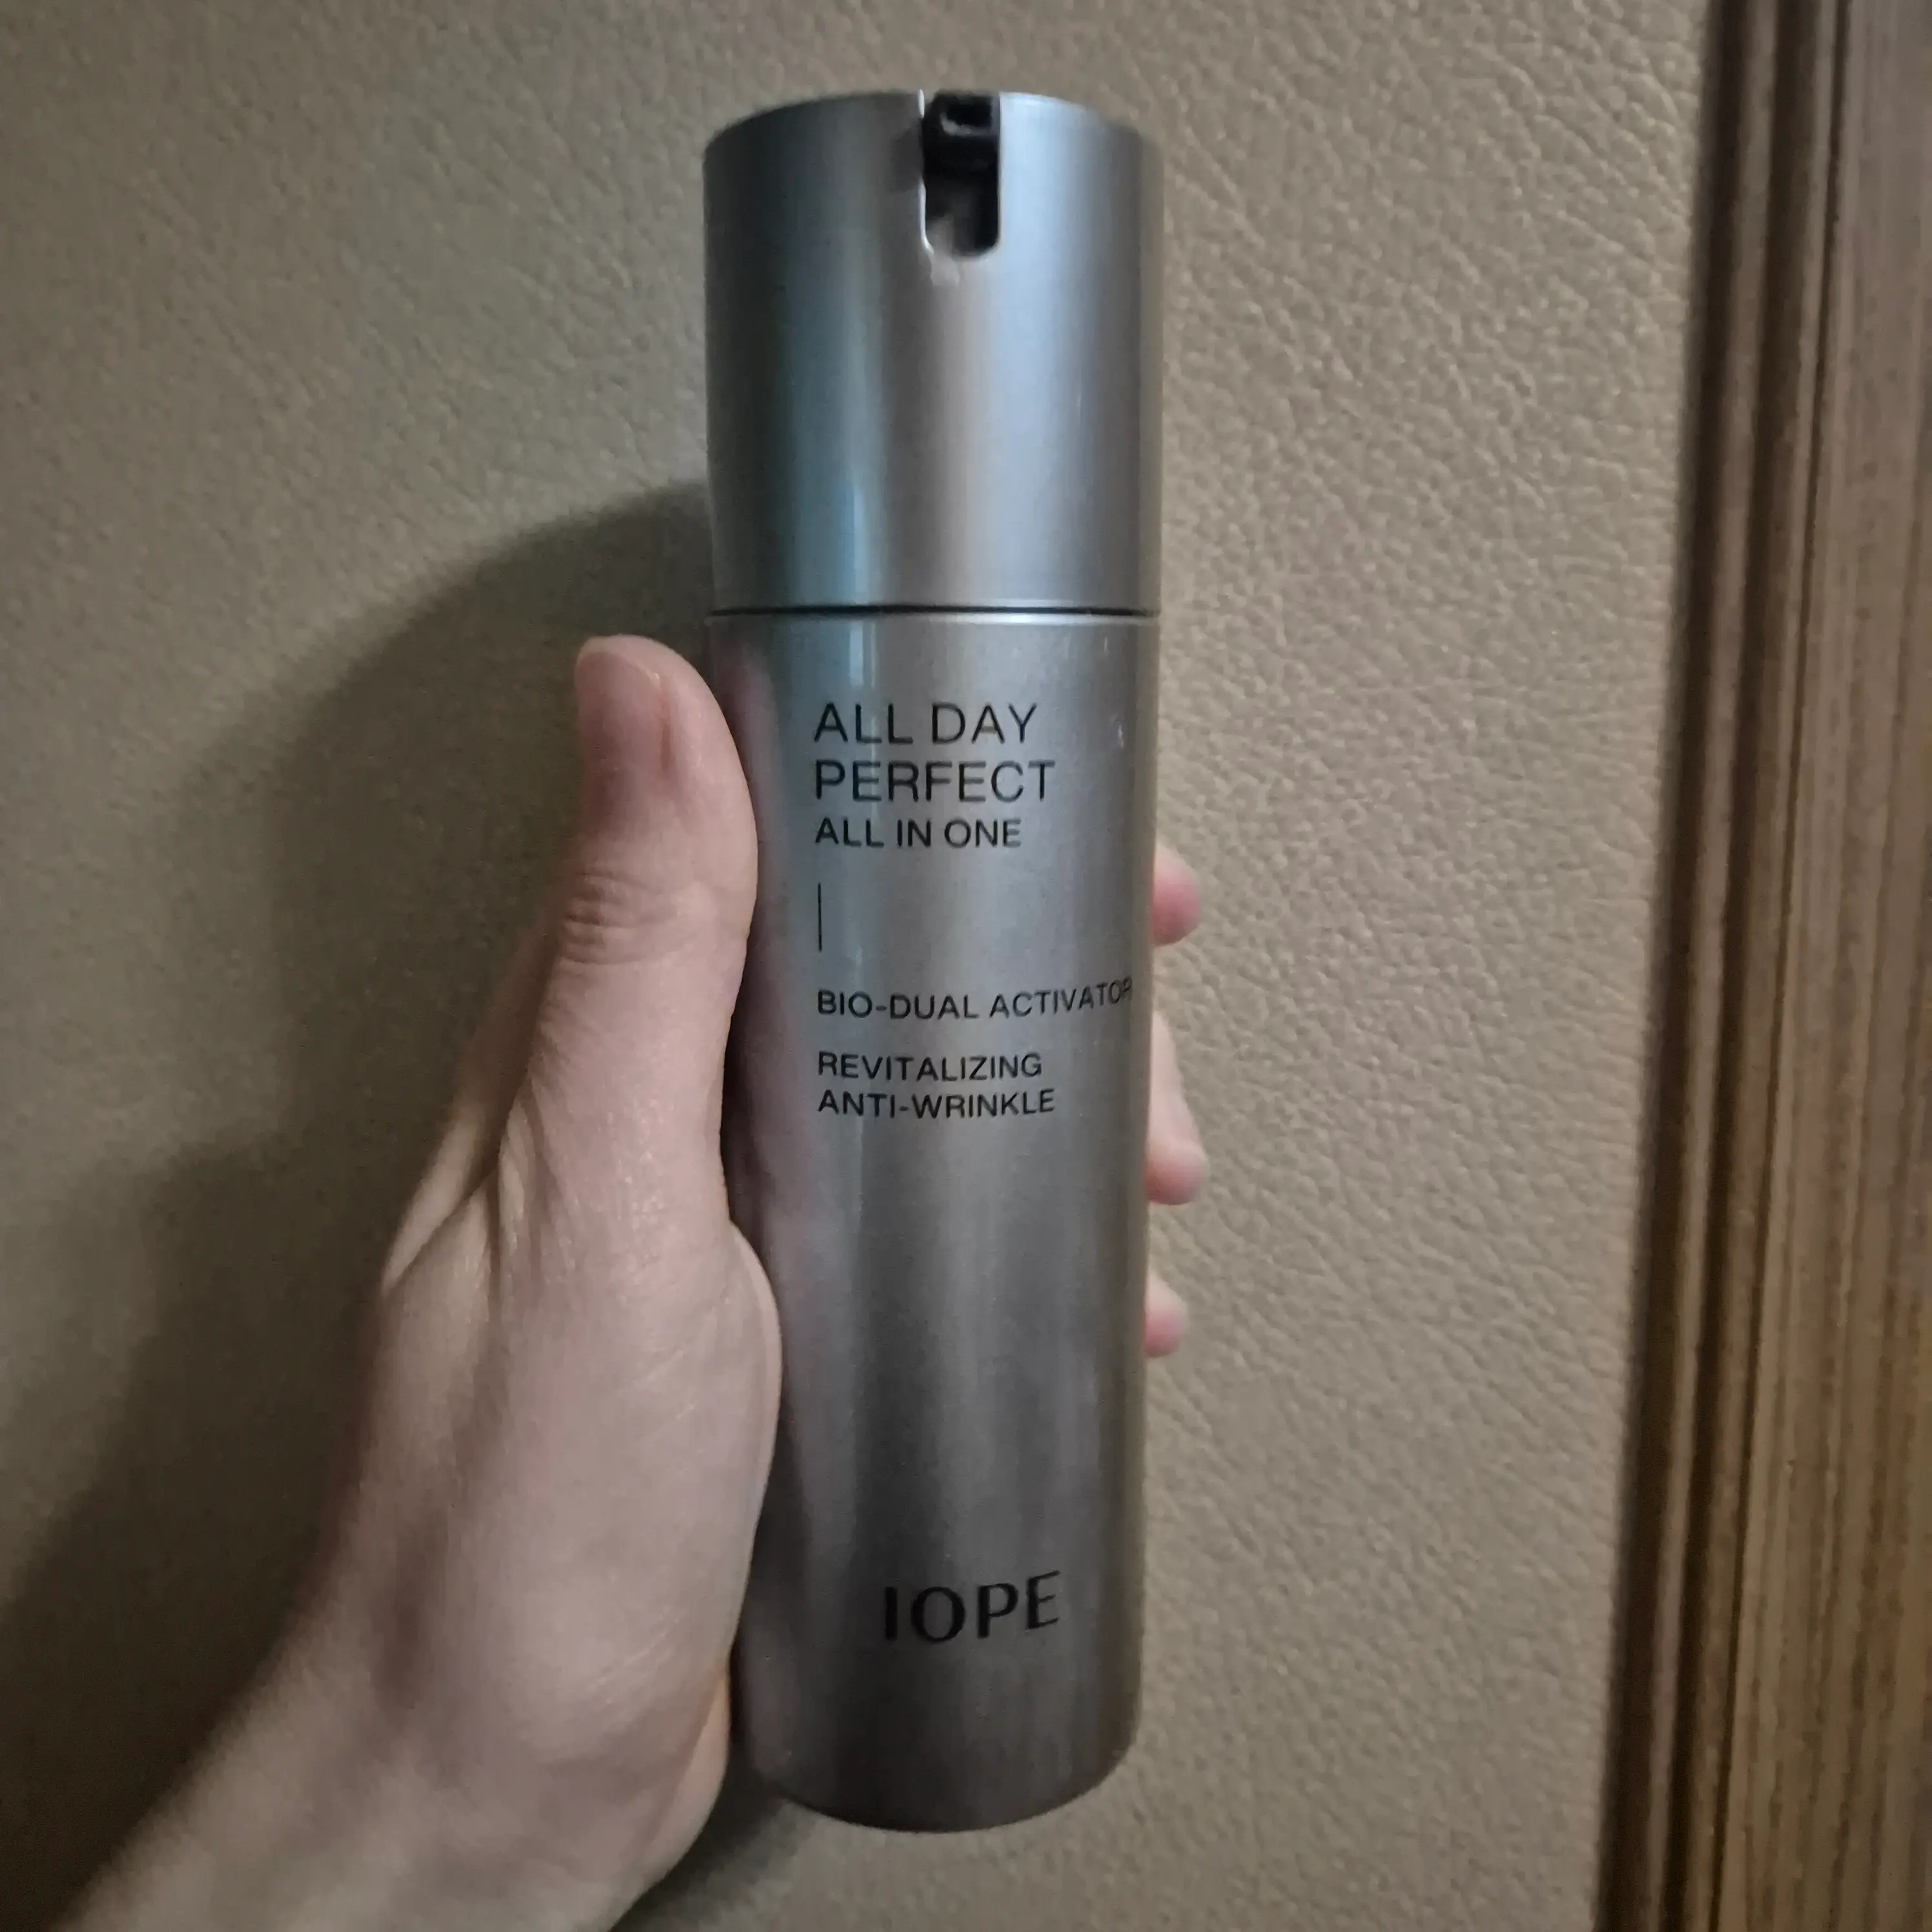 ALL DAY
PERFECT
ALL IN ONE
BIO-DUAL ACTIVATOR
REVITALIZING
ANTI-WRINKLE
IOPE